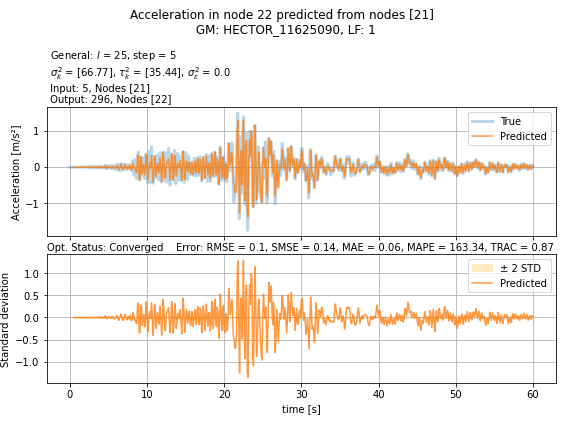 Acceleration in node 22 predicted from nodes [21]
GM: HECTOR_11625090, LF: 1
General: l = 25, step = 5
σ²ₖ = [66.77], τ²ₖ = [35.44], σ²ε = 0.0
Input: 5, Nodes [21]
Output: 296, Nodes [22]
Acceleration [m/s²]
1
0
−1
True
Predicted
Opt. Status: Converged    Error: RMSE = 0.1, SMSE = 0.14, MAE = 0.06, MAPE = 163.34, TRAC = 0.87
Standard deviation
1.0
0.5
0.0
−0.5
−1.0
± 2 STD
Predicted
0 10 20 30 40 50 60
time [s]